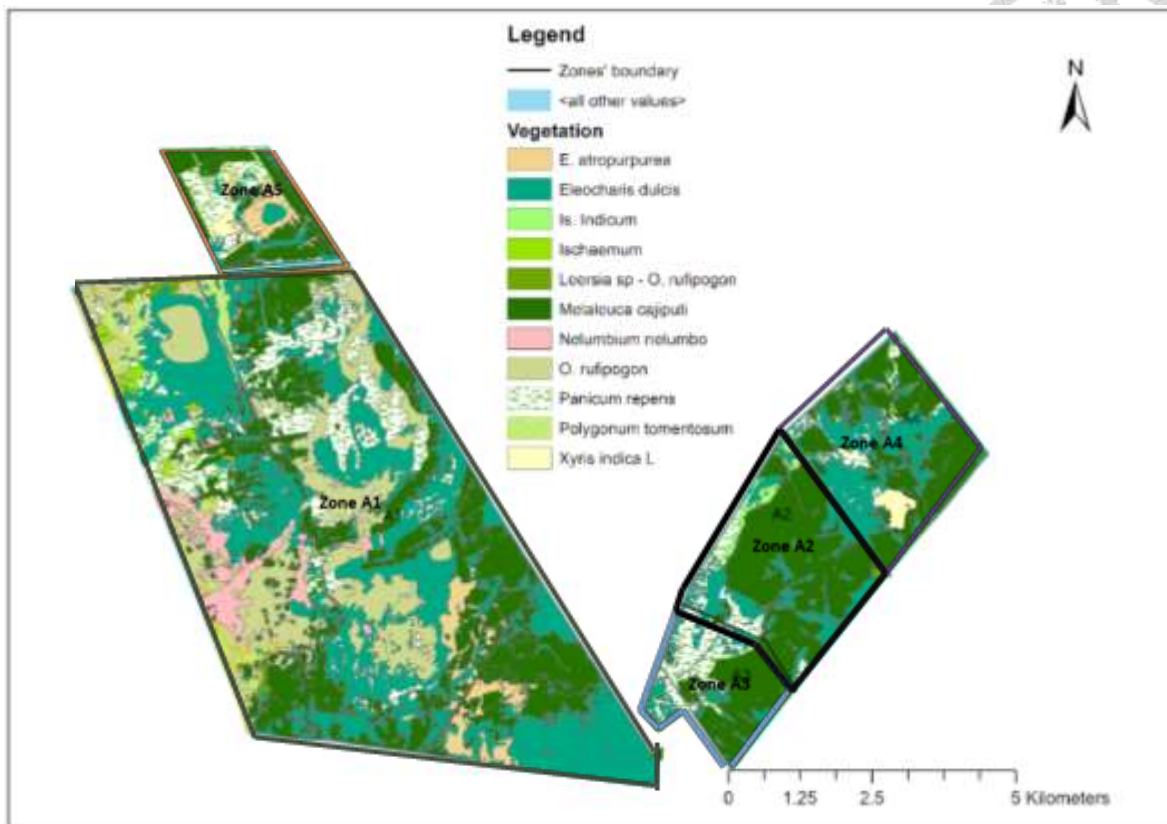 Legend
Zones' boundary
<all other values>
Vegetation
E. atropurpurea
Eleocharis dulcis
Is. Indicum
Ischaemum
Leersia sp - O. rufipogon
Melaleuca cajiputi
Nelumbium nelumbo
O. rufipogon
Panicum repens
Polygonum tomentosum
Xyris indica L
N
Zone A5
Zone A1
Zone A4
A2
Zone A2
Zone A3
0 1.25 2.5 5 Kilometers